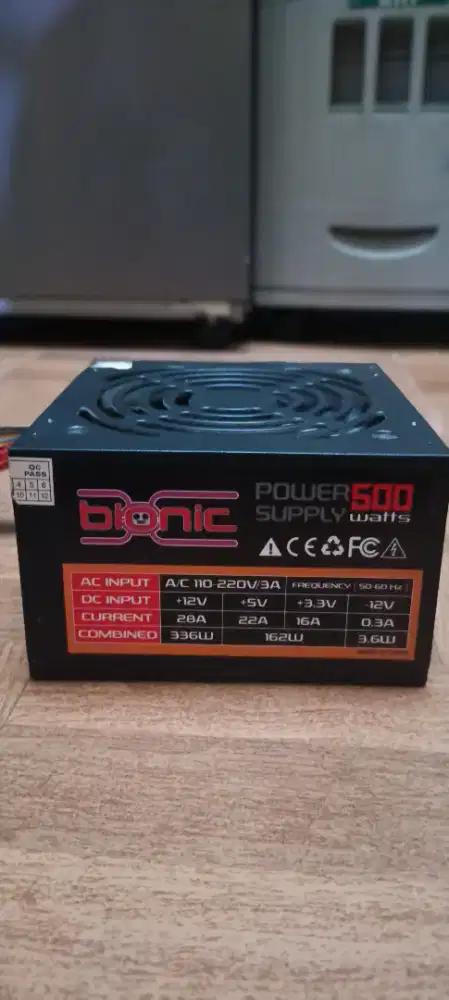 QC
PASS
4 5 6
10 11 12
bionic
POWER 500
SUPPLY watts
CE FC
AC INPUT A/C 110-220V/3A FREQUENCY 50-60 Hz
DC INPUT +12V +5V +3.3V -12V
CURRENT 28A 22A 16A 0.3A
COMBINED 336W 162W 3.6W